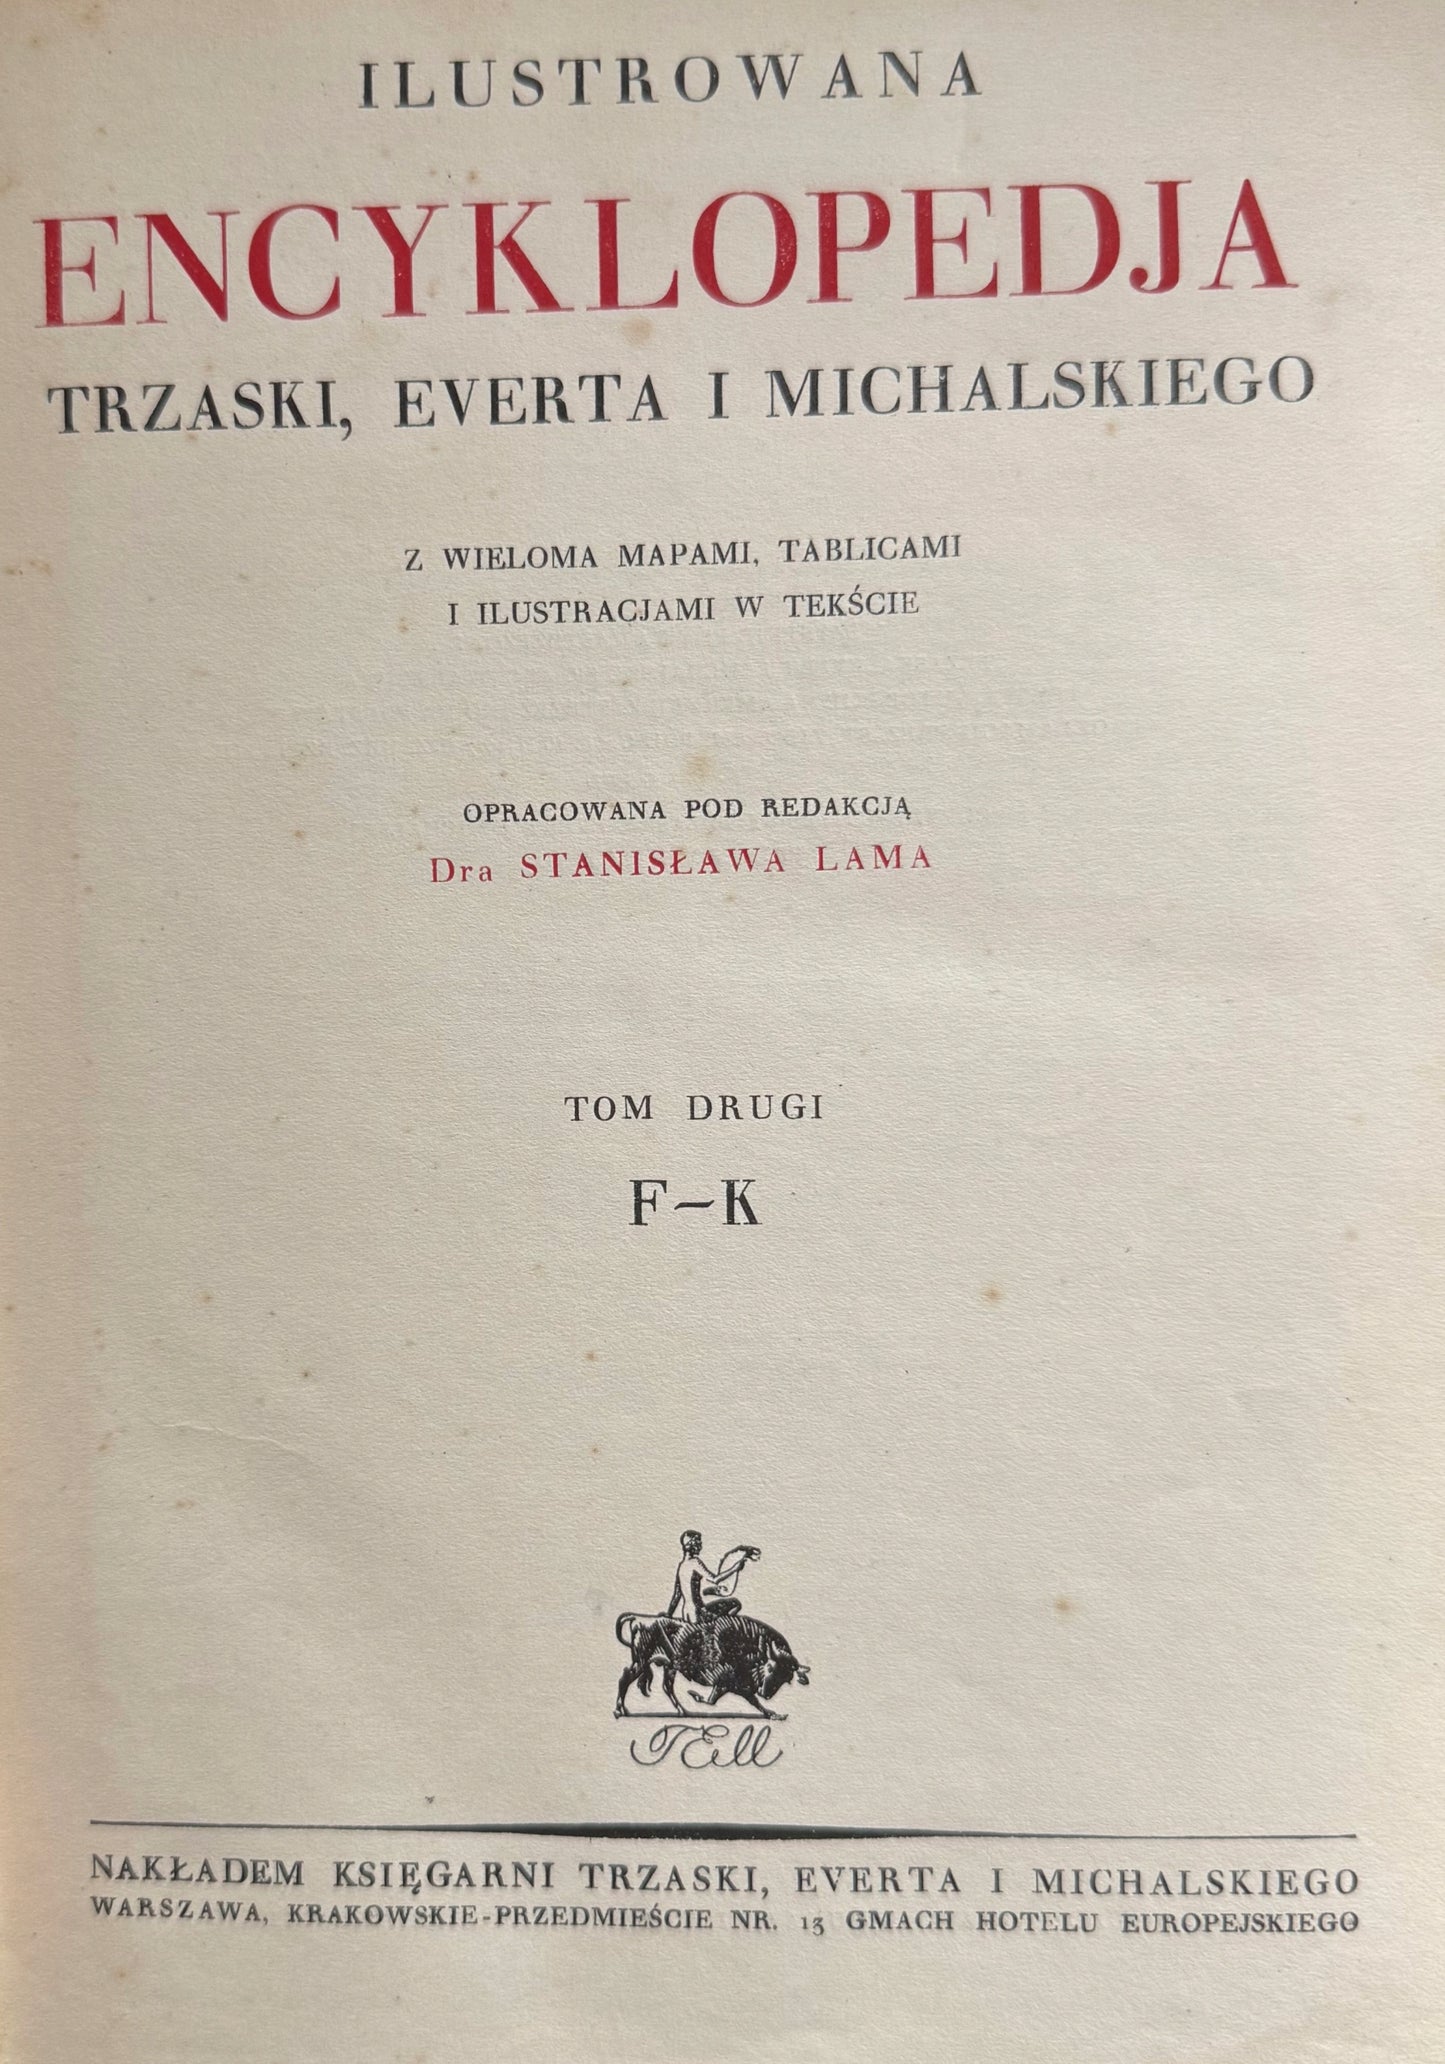 ILUSTROWANA
ENCYKLOPEDJA
TRZASKI, EVERTA I MICHALSKIEGO
Z WIELOMA MAPAMI, TABLICAMI
I ILUSTRACJAMI W TEKŚCIE
OPRACOWANA POD REDAKCJĄ
Dra STANISŁAWA LAMA
TOM DRUGI
F–K
NAKŁADEM KSIĘGARNI TRZASKI, EVERTA I MICHALSKIEGO
WARSZAWA, KRAKOWSKIE-PRZEDMIEŚCIE NR. 13 GMACH HOTELU EUROPEJSKIEGO